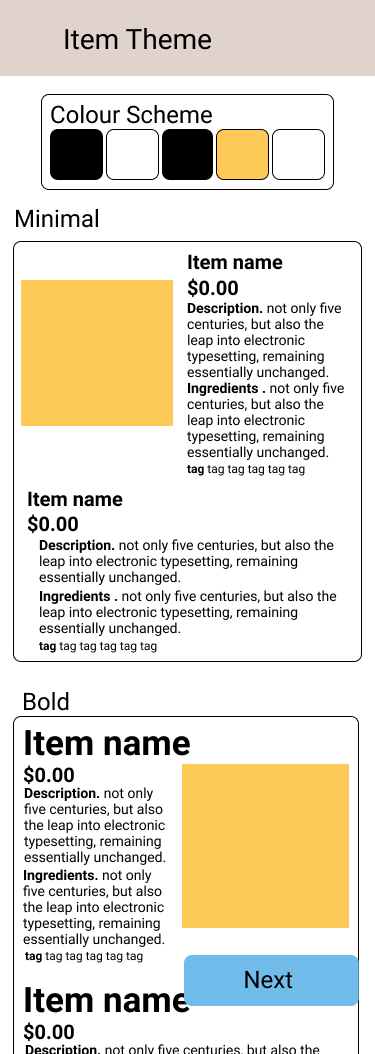 Item Theme
Colour Scheme
Minimal
Item name
$0.00
Description. not only five
centuries, but also the
leap into electronic
typesetting, remaining
essentially unchanged.
Ingredients . not only five
centuries, but also the
leap into electronic
typesetting, remaining
essentially unchanged.
tag tag tag tag tag tag
Item name
$0.00
Description. not only five centuries, but also the
leap into electronic typesetting, remaining
essentially unchanged.
Ingredients . not only five centuries, but also the
leap into electronic typesetting, remaining
essentially unchanged.
tag tag tag tag tag tag
Bold
Item name
$0.00
Description. not only
five centuries, but also
the leap into electronic
typesetting, remaining
essentially unchanged.
Ingredients. not only
five centuries, but also
the leap into electronic
typesetting, remaining
essentially unchanged.
tag tag tag tag tag tag
Next
Item name
$0.00
Description. not only five centuries, but also the